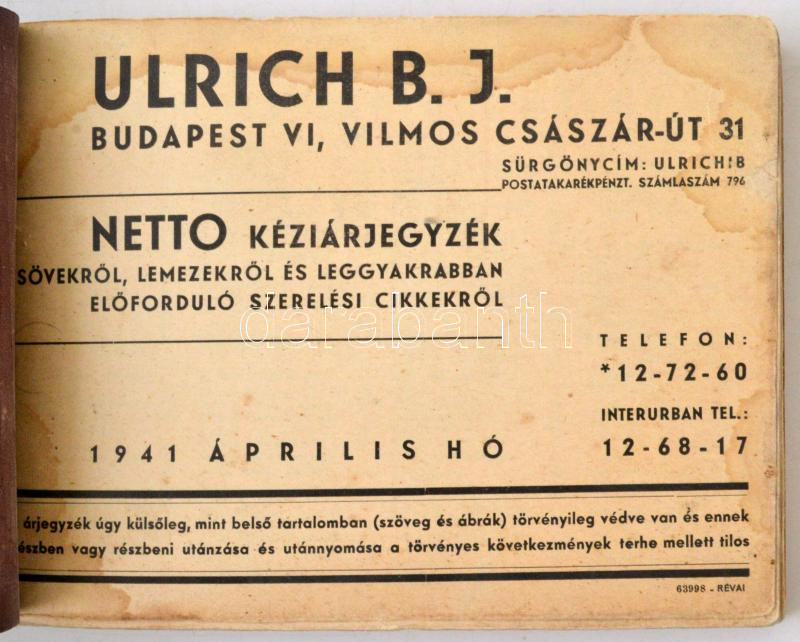 ULRICH B. J.
BUDAPEST VI, VILMOS CSÁSZÁR-ÚT 31
SÜRGÖNYCÍM: ULRICH!B
POSTATAKARÉKPÉNZT. SZÁMLASZÁM 796
NETTO KÉZIÁRJEGYZÉK
SÖVEKRŐL, LEMEZEKRŐL ÉS LEGGYAKRABBAN
ELŐFORDULÓ SZERELÉSI CIKKEKRŐL
darabanth
TELEFON:
*12-72-60
INTERURBAN TEL.:
12-68-17
1941 ÁPRILIS HÓ
árjegyzék úgy külsőleg, mint belső tartalomban (szöveg és ábrák) törvényileg védve van és ennek
észben vagy részbeni utánzása és utánnyomása a törvényes következmények terhe mellett tilos
63998 - RÉVAI